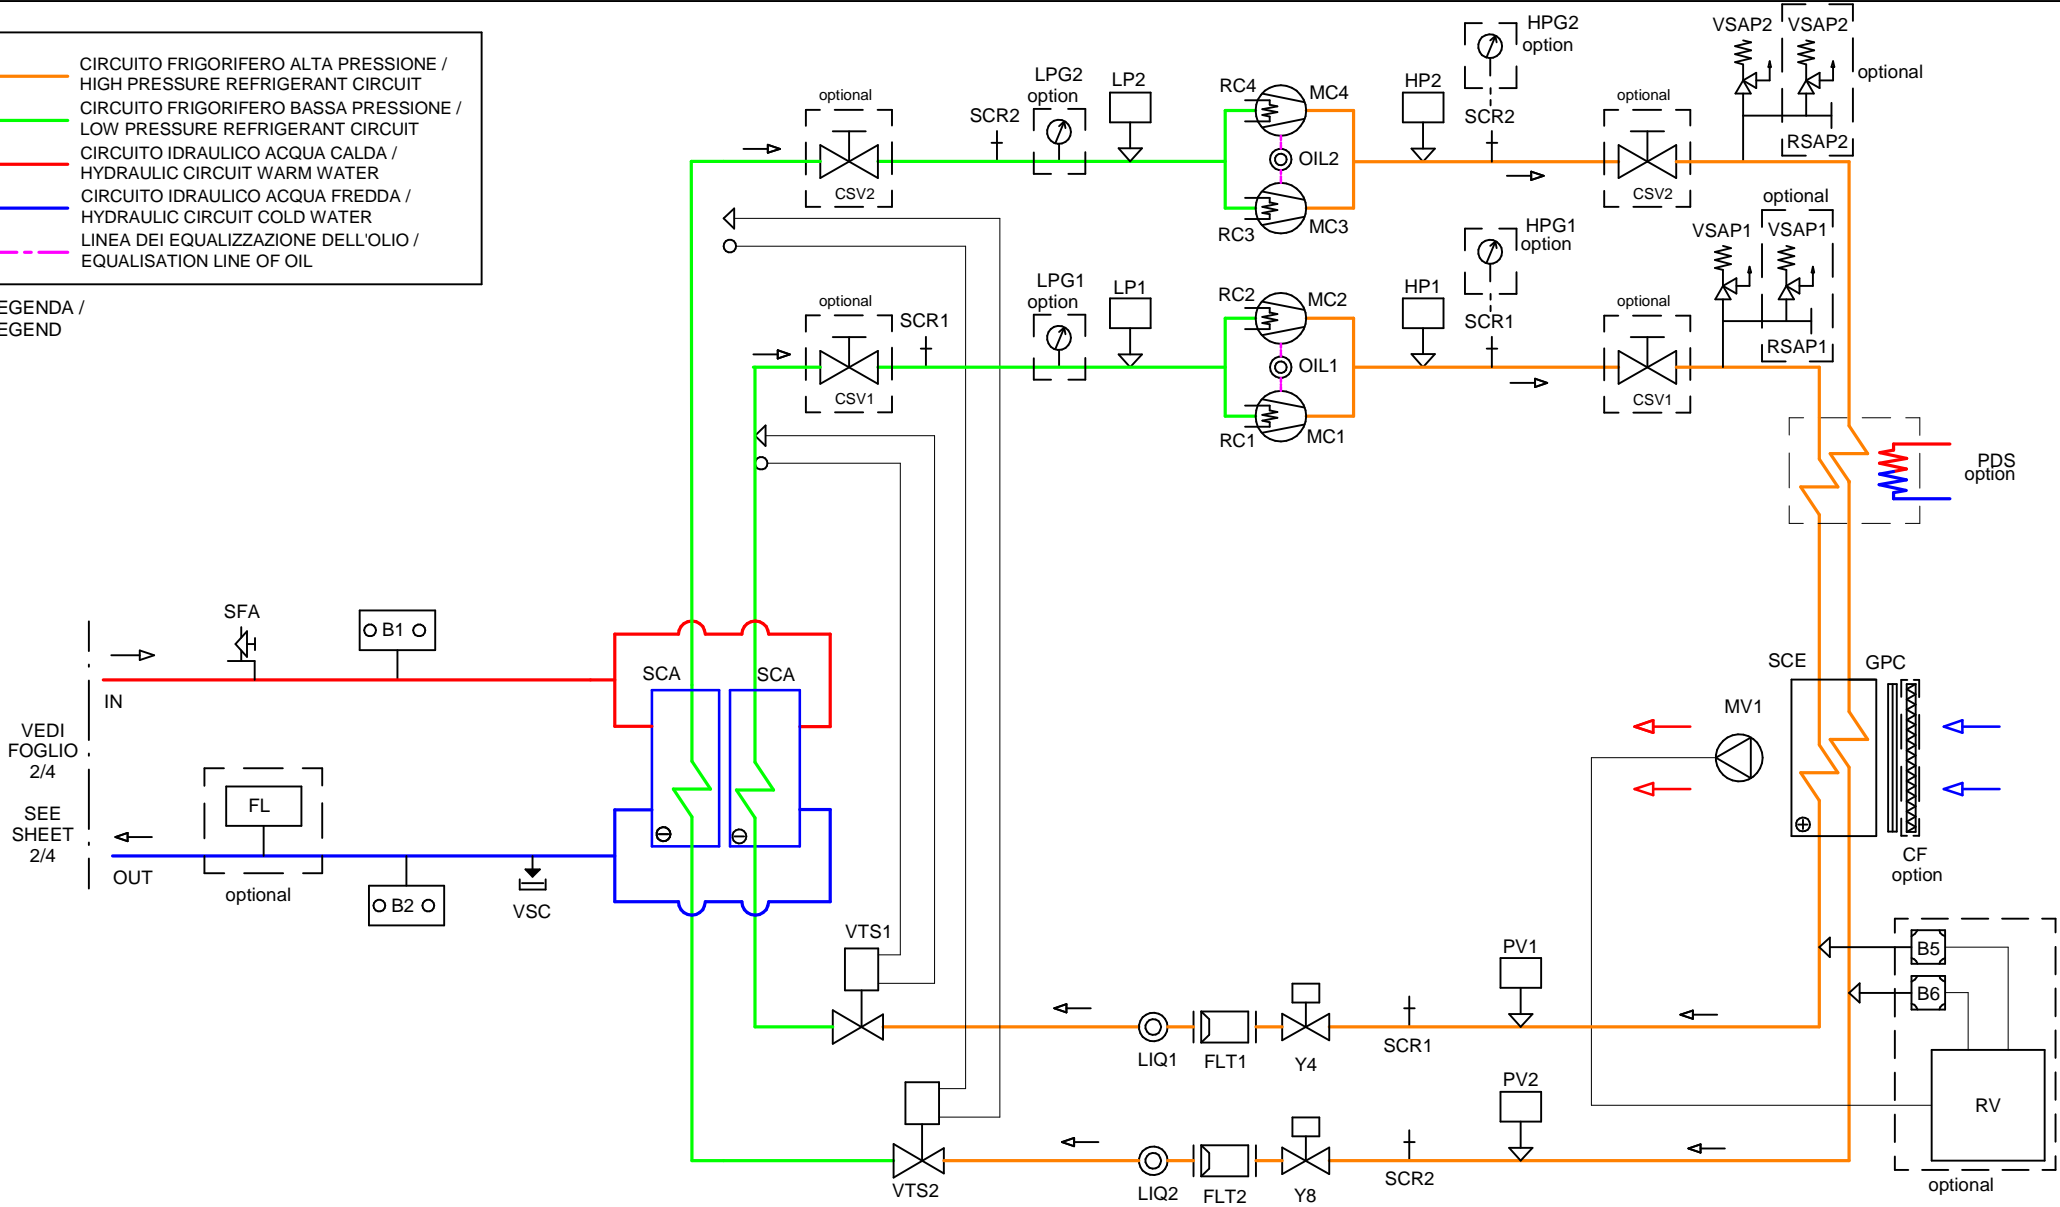 CIRCUITO FRIGORIFERO ALTA PRESSIONE /
HIGH PRESSURE REFRIGERANT CIRCUIT
CIRCUITO FRIGORIFERO BASSA PRESSIONE /
LOW PRESSURE REFRIGERANT CIRCUIT
CIRCUITO IDRAULICO ACQUA CALDA /
HYDRAULIC CIRCUIT WARM WATER
CIRCUITO IDRAULICO ACQUA FREDDA /
HYDRAULIC CIRCUIT COLD WATER
LINEA DEI EQUALIZZAZIONE DELL'OLIO /
EQUALISATION LINE OF OIL
EGENDA /
EGEND
optional
CSV2
SCR2
LPG2
option
LP2
RC4
MC4
OIL2
RC3
MC3
HP2
HPG2
option
SCR2
optional
CSV2
VSAP2
VSAP2
optional
RSAP2
optional
CSV1
SCR1
LPG1
option
LP1
RC2
MC2
OIL1
RC1
MC1
HP1
HPG1
option
SCR1
optional
CSV1
optional
VSAP1
VSAP1
RSAP1
PDS
option
SFA
B1
IN
VEDI
FOGLIO
2/4
SEE
SHEET
2/4
FL
optional
OUT
B2
VSC
SCA
SCA
SCE
GPC
MV1
CF
option
VTS1
LIQ1
FLT1
Y4
SCR1
PV1
B5
B6
RV
optional
VTS2
LIQ2
FLT2
Y8
SCR2
PV2